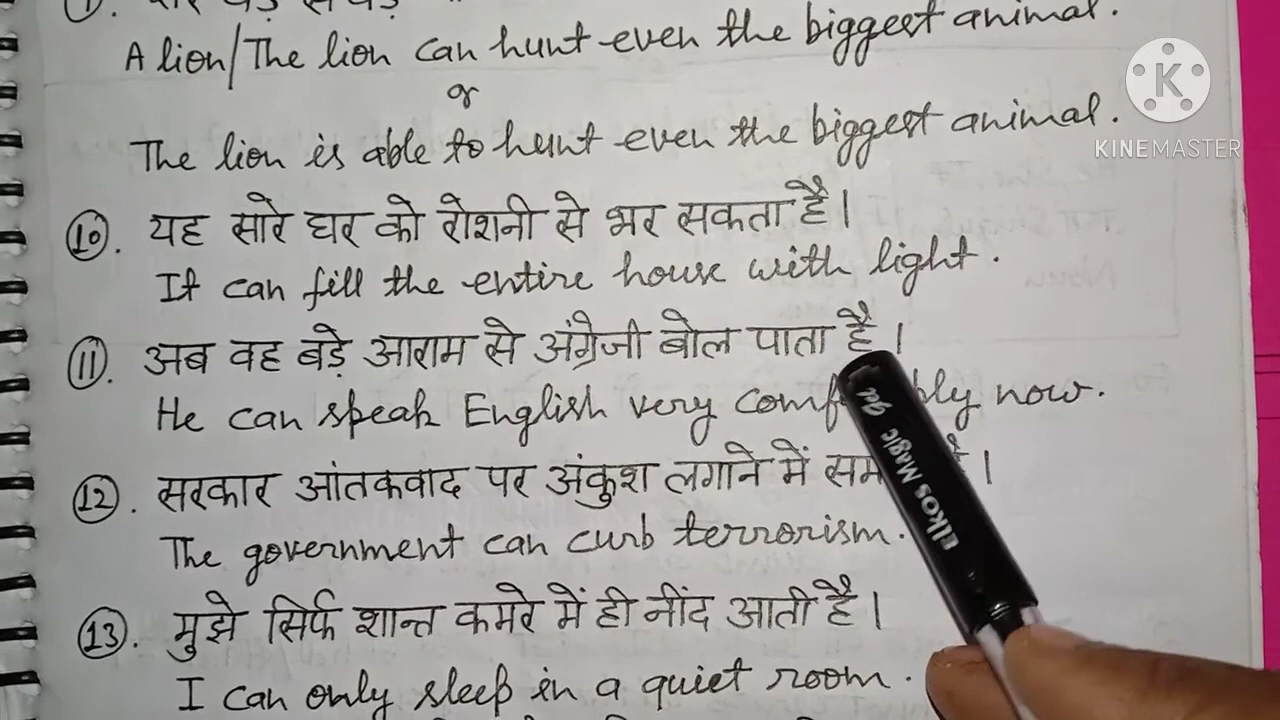 A lion/The lion can hunt even the biggest animal.
or
The lion is able to hunt even the biggest animal.
10. यह सारे घर को रोशनी से भर सकता है।
It can fill the entire house with light.
11. अब वह बड़े आराम से अंग्रेजी बोल पाता है।
He can speak English very now.
12. सरकार आंतकवाद पर अंकुश लगाने में है।
The government can curb terrorism.
13. मुझे सिर्फ शान्त कमरे में ही नींद आती है।
I can only sleep in a quiet room.
K
KINEMASTER
Elkos Magic gel